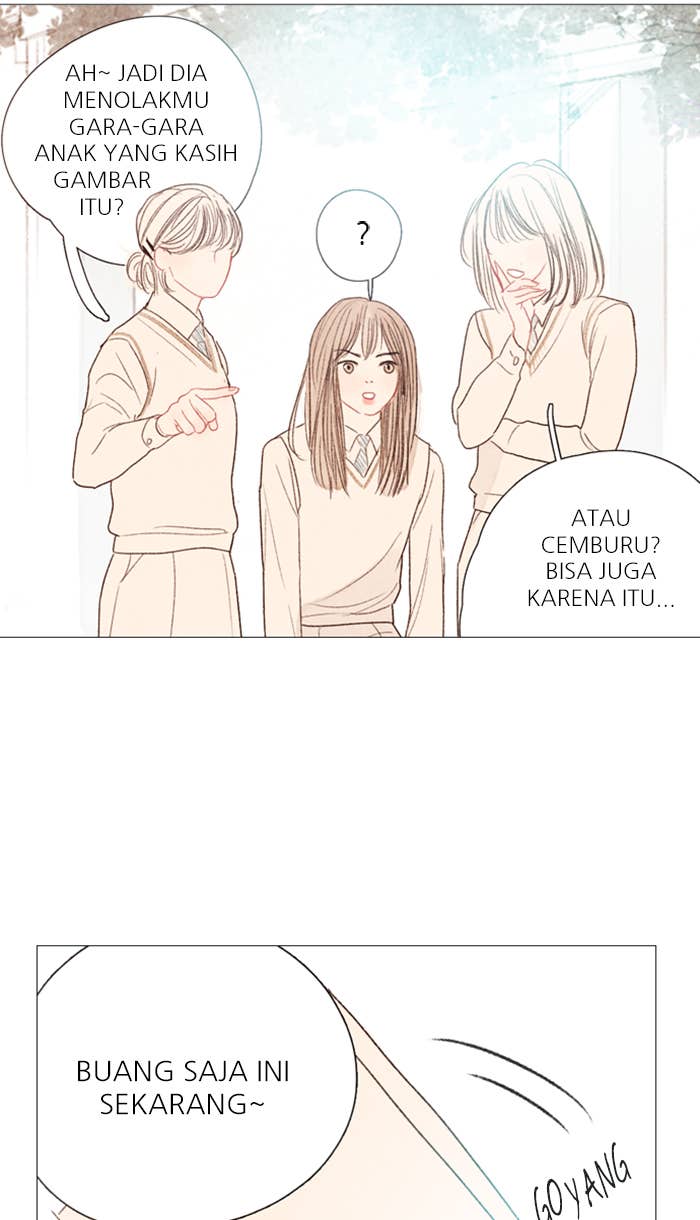 AH~ JADI DIA
MENOLAKMU
GARA-GARA
ANAK YANG KASIH
GAMBAR
ITU?
?
ATAU
CEMBURU?
BISA JUGA
KARENA ITU...
BUANG SAJA INI
SEKARANG~
GOYANG